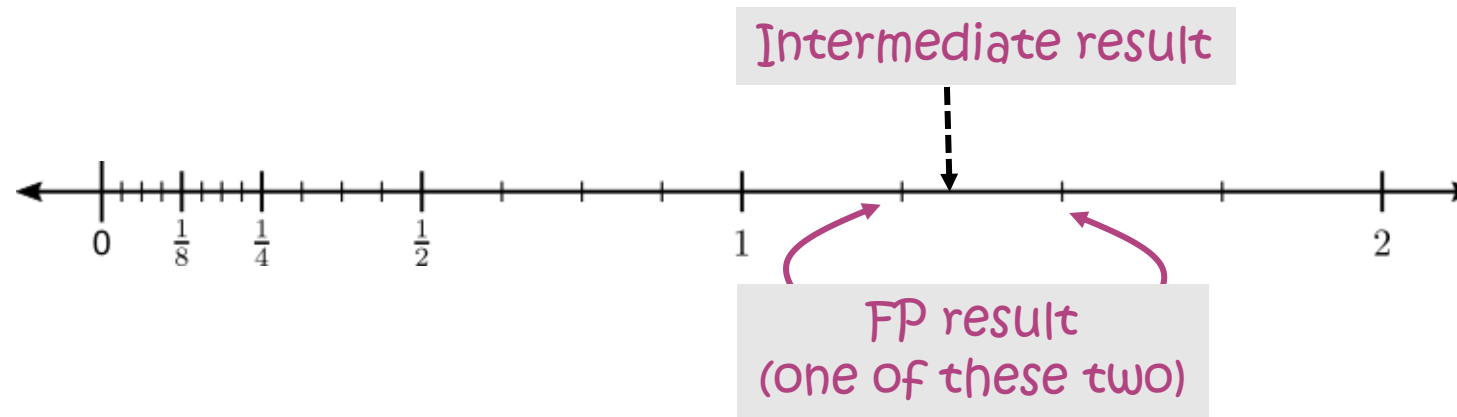 Intermediate result
0 1/8 1/4 1/2 1 2
FP result
(one of these two)